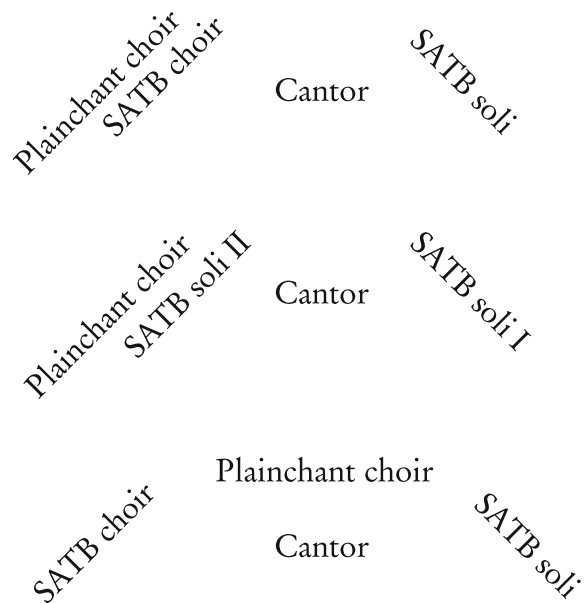 Plainchant choir
SATB choir
Cantor
SATB soli
Plainchant choir
SATB soli II
Cantor
SATB soli I
Plainchant choir
SATB choir
Cantor
SATB soli